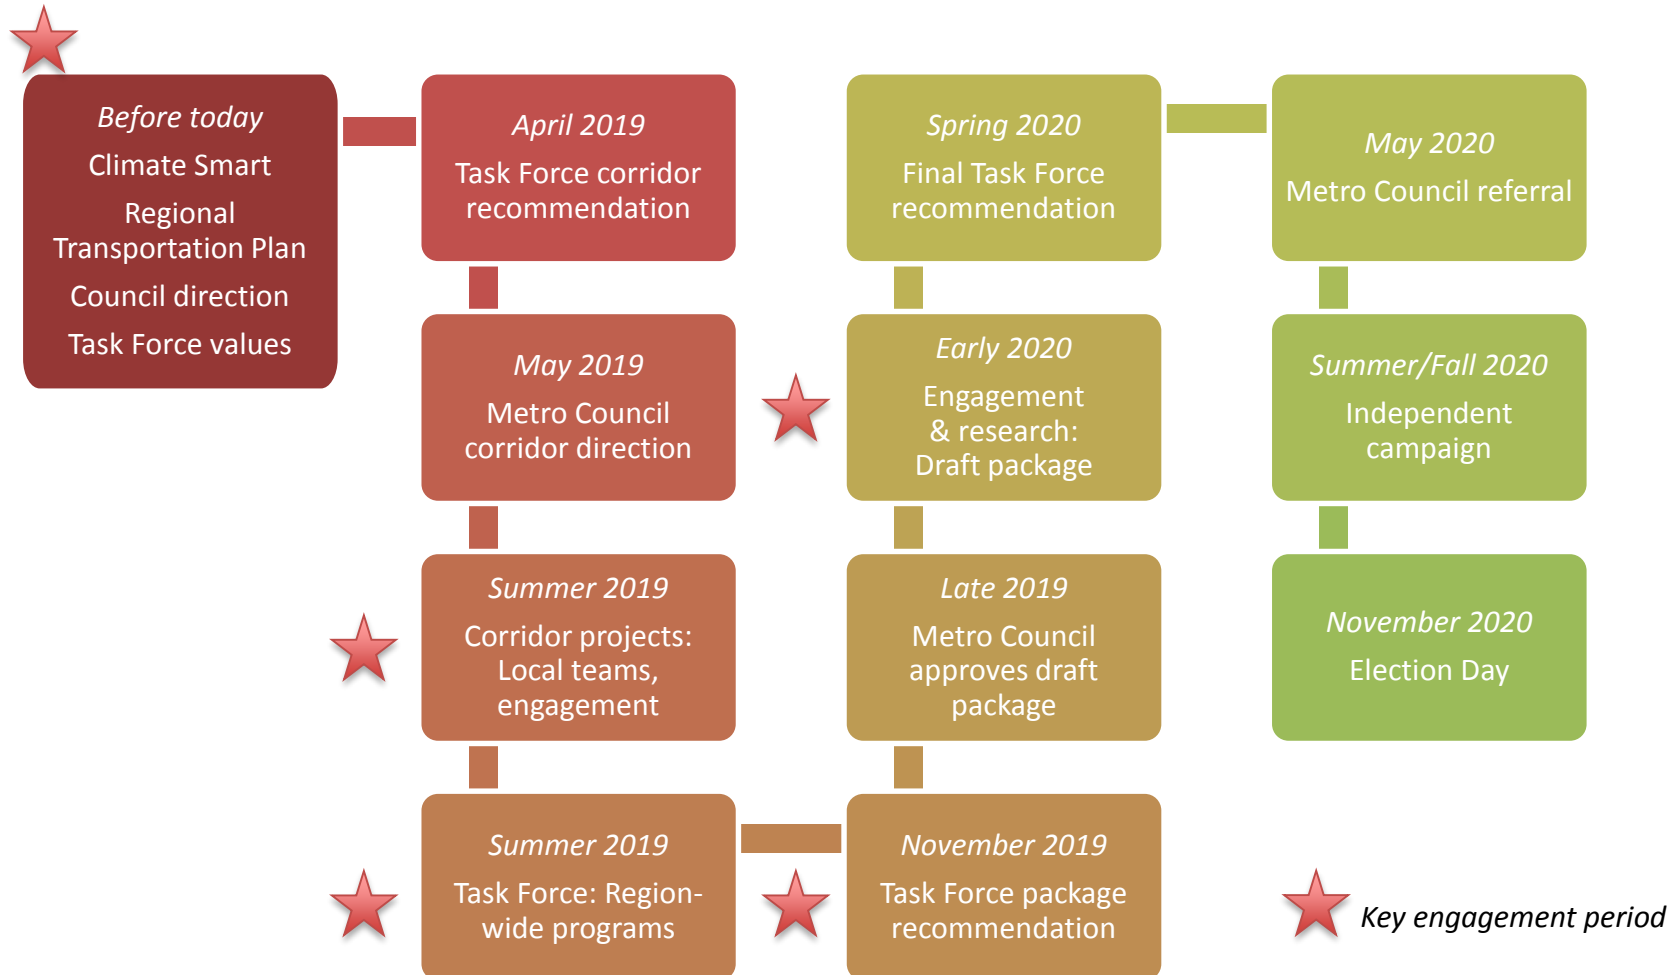 Before today
Climate Smart
Regional
Transportation Plan
Council direction
Task Force values
April 2019
Task Force corridor
recommendation
May 2019
Metro Council
corridor direction
Summer 2019
Corridor projects:
Local teams,
engagement
Summer 2019
Task Force: Region-
wide programs
November 2019
Task Force package
recommendation
Late 2019
Metro Council
approves draft
package
Early 2020
Engagement
& research:
Draft package
Spring 2020
Final Task Force
recommendation
May 2020
Metro Council referral
Summer/Fall 2020
Independent
campaign
November 2020
Election Day
Key engagement period